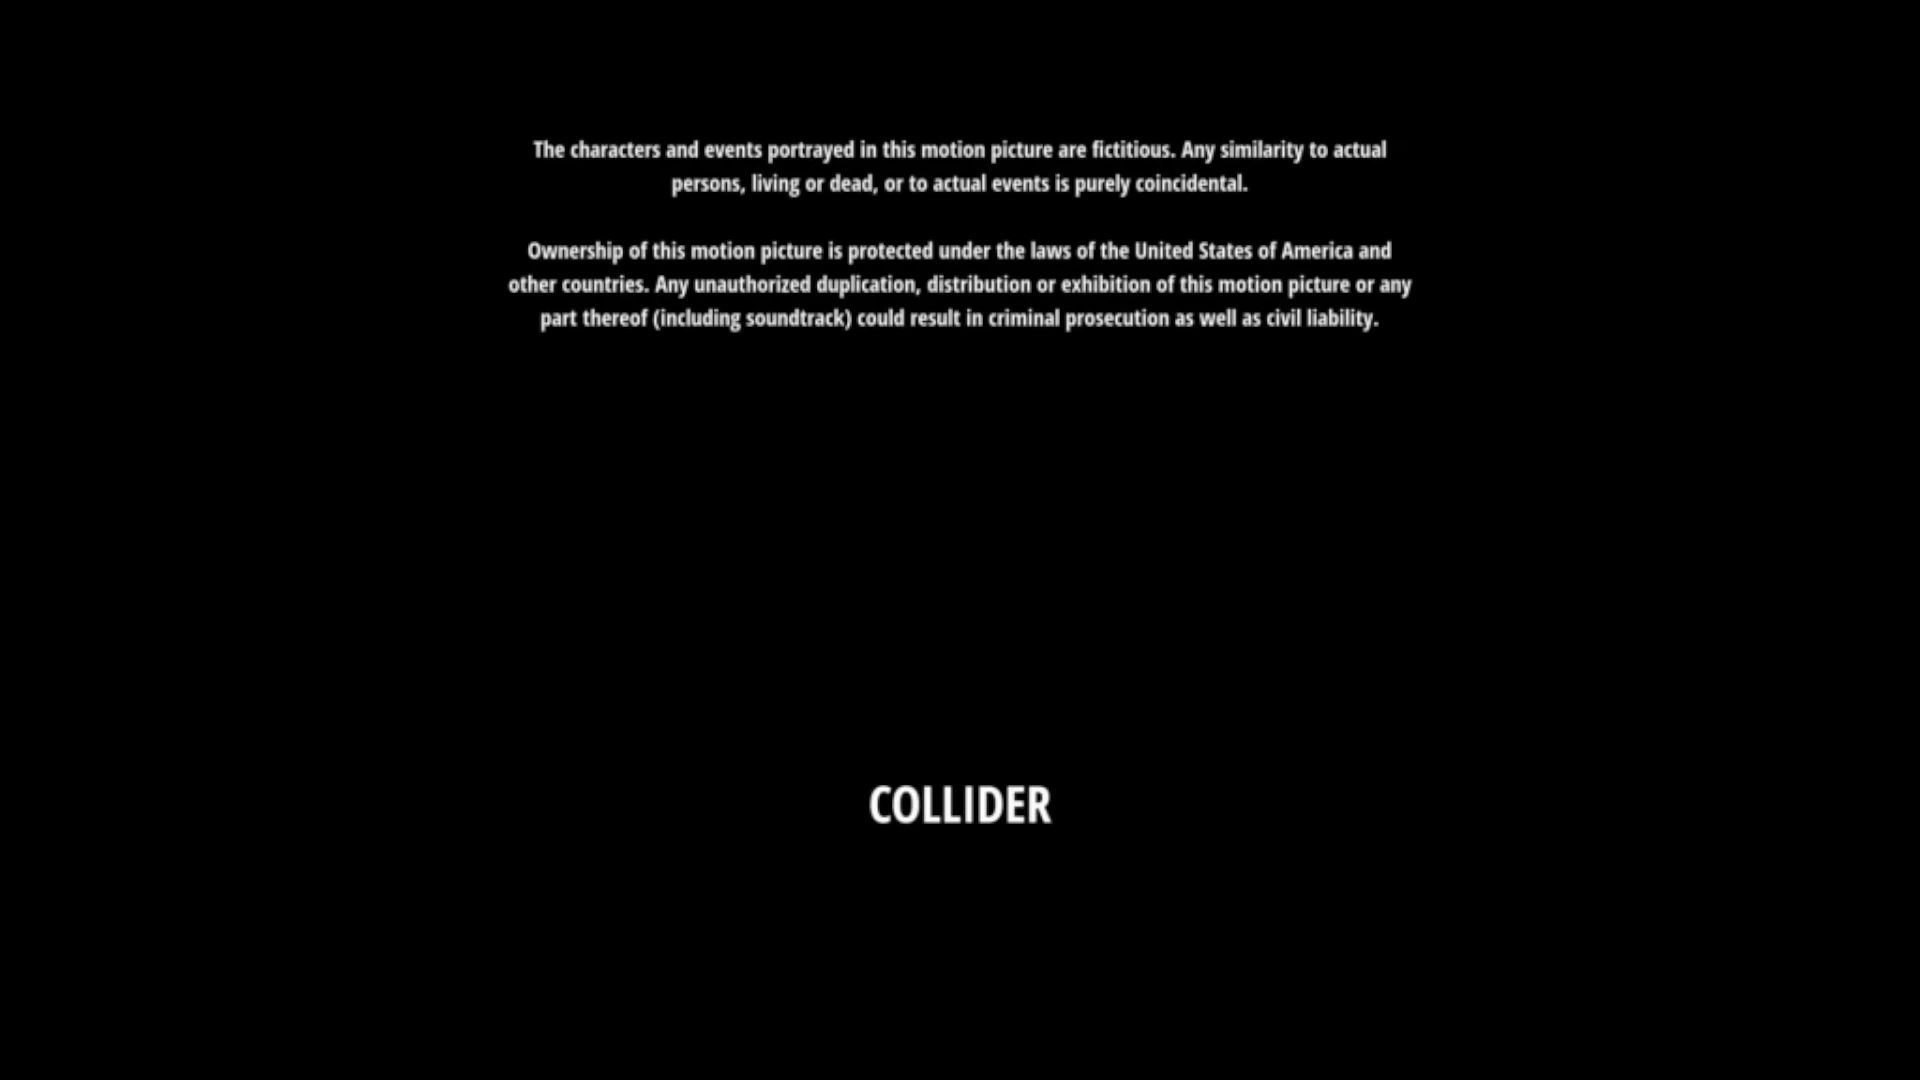 The characters and events portrayed in this motion picture are fictitious. Any similarity to actual
persons, living or dead, or to actual events is purely coincidental.
Ownership of this motion picture is protected under the laws of the United States of America and
other countries. Any unauthorized duplication, distribution or exhibition of this motion picture or any
part thereof (including soundtrack) could result in criminal prosecution as well as civil liability.
COLLIDER